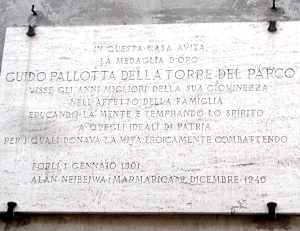 IN QUESTA CASA AVITA
LA MEDAGLIA D'ORO
GUIDO PALLOTTA DELLA TORRE DEL PARCO
VISSE GLI ANNI MIGLIORI DELLA SUA GIOVINEZZA
NELL'AFFETTO DELLA FAMIGLIA
EDUCANDO LA MENTE E TEMPRANDO LO SPIRITO
A QUEGLI IDEALI DI PATRIA
PER I QUALI DONAVA LA VITA EROICAMENTE COMBATTENDO
FORLÌ 1 GENNAIO 1901
ALAN NEIBEIWA (MARMARICA) 9 DICEMBRE 1940